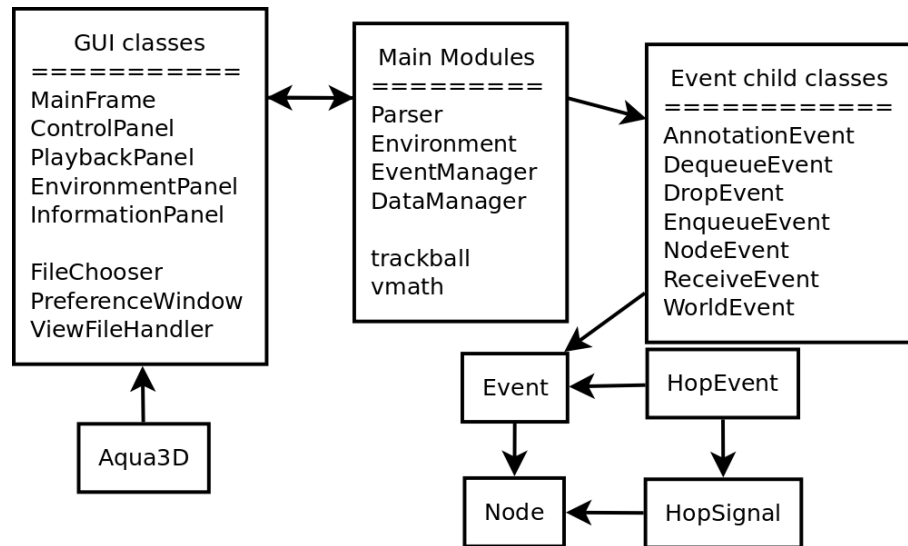 GUI classes
===========
MainFrame
ControlPanel
PlaybackPanel
EnvironmentPanel
InformationPanel
FileChooser
PreferenceWindow
ViewFileHandler
Main Modules
=========
Parser
Environment
EventManager
DataManager
trackball
vmath
Event child classes
============
AnnotationEvent
DequeueEvent
DropEvent
EnqueueEvent
NodeEvent
ReceiveEvent
WorldEvent
Event
HopEvent
Aqua3D
Node
HopSignal